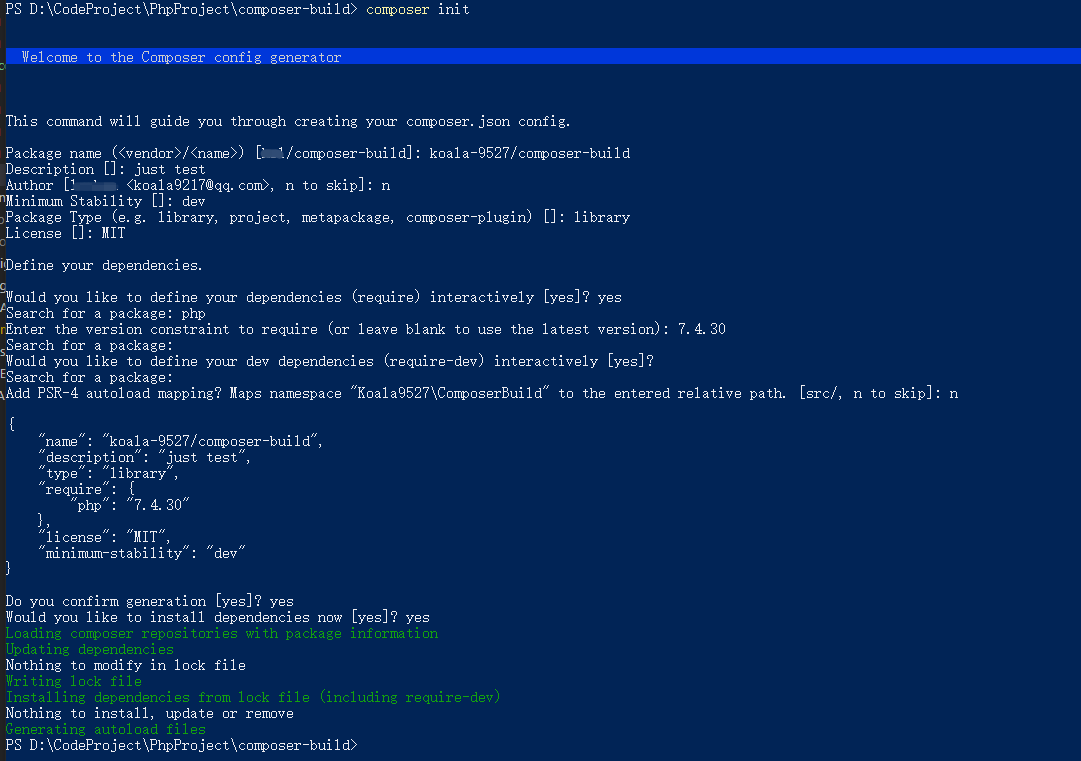 PS D:\CodeProject\PhpProject\composer-build> composer init
Welcome to the Composer config generator
This command will guide you through creating your composer.json config.
Package name (<vendor>/<name>) [/composer-build]: koala-9527/composer-build
Description []: just test
Author [ <koala9217@qq.com>, n to skip]: n
Minimum Stability []: dev
Package Type (e.g. library, project, metapackage, composer-plugin) []: library
License []: MIT
Define your dependencies.
Would you like to define your dependencies (require) interactively [yes]? yes
Search for a package: php
Enter the version constraint to require (or leave blank to use the latest version): 7.4.30
Search for a package:
Would you like to define your dev dependencies (require-dev) interactively [yes]?
Search for a package:
Add PSR-4 autoload mapping? Maps namespace "Koala9527\ComposerBuild" to the entered relative path. [src/, n to skip]: n
{
    "name": "koala-9527/composer-build",
    "description": "just test",
    "type": "library",
    "require": {
        "php": "7.4.30"
    },
    "license": "MIT",
    "minimum-stability": "dev"
}
Do you confirm generation [yes]? yes
Would you like to install dependencies now [yes]? yes
Loading composer repositories with package information
Updating dependencies
Nothing to modify in lock file
Writing lock file
Installing dependencies from lock file (including require-dev)
Nothing to install, update or remove
Generating autoload files
PS D:\CodeProject\PhpProject\composer-build>